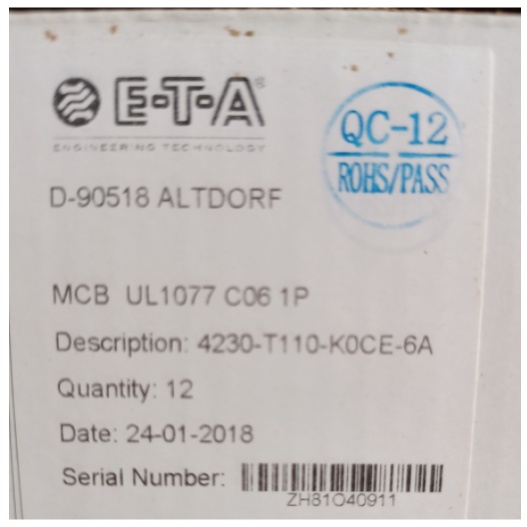 E-T-A®
ENGINEERING TECHNOLOGY
QC-12
ROHS/PASS
D-90518 ALTDORF
MCB UL1077 C06 1P
Description: 4230-T110-K0CE-6A
Quantity: 12
Date: 24-01-2018
Serial Number:
ZH81O40911